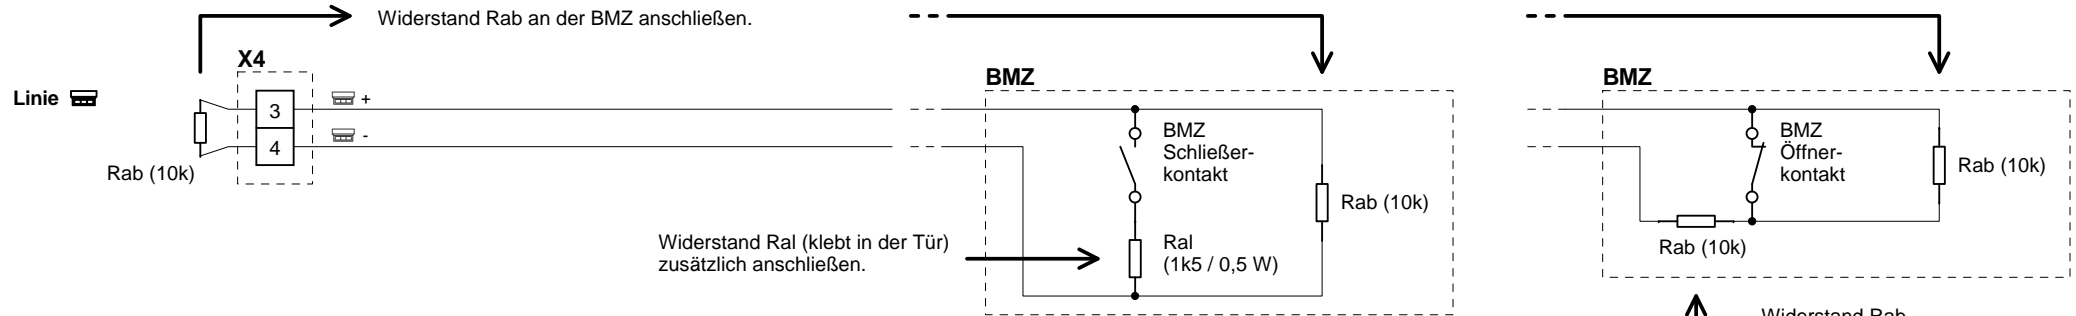 Widerstand Rab an der BMZ anschließen.
X4
Linie
3
+
4
-
Rab (10k)
BMZ
BMZ
Schließer-
kontakt
Rab (10k)
Widerstand Ral (klebt in der Tür)
zusätzlich anschließen.
Ral
(1k5 / 0,5 W)
BMZ
BMZ
Öffner-
kontakt
Rab (10k)
Rab (10k)
Widerstand Rab